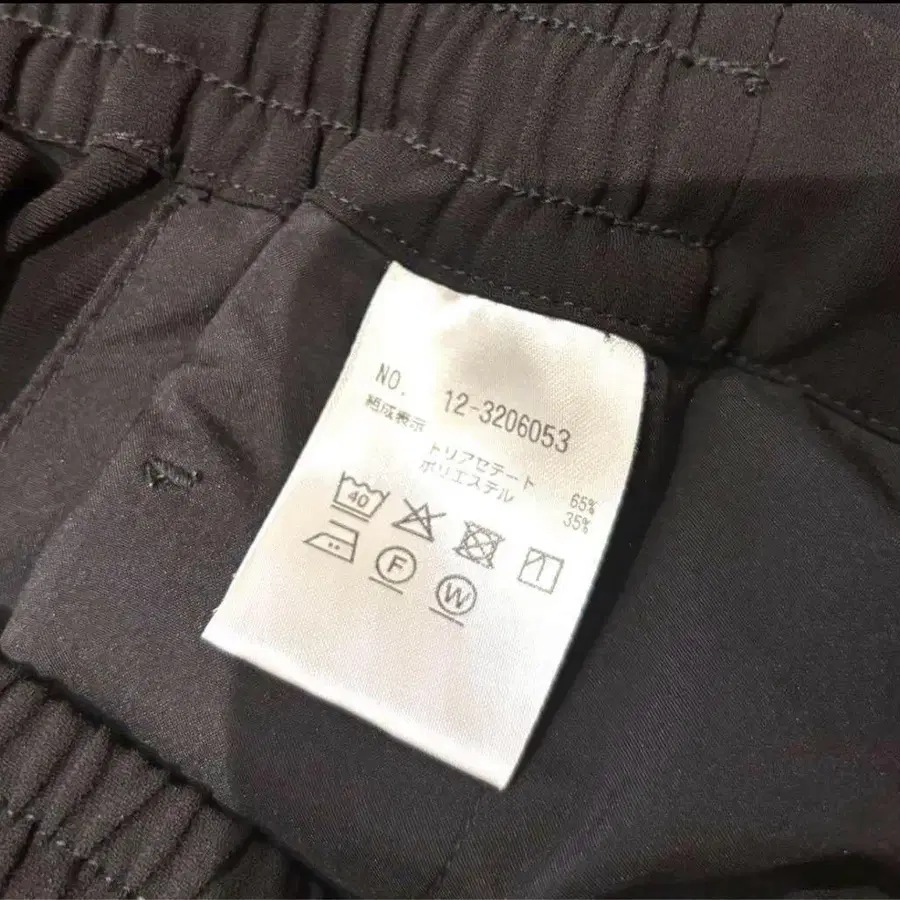 NO. 12-3206053
組成表示
トリアセテート 65%
ポリエステル 35%
40
F
W